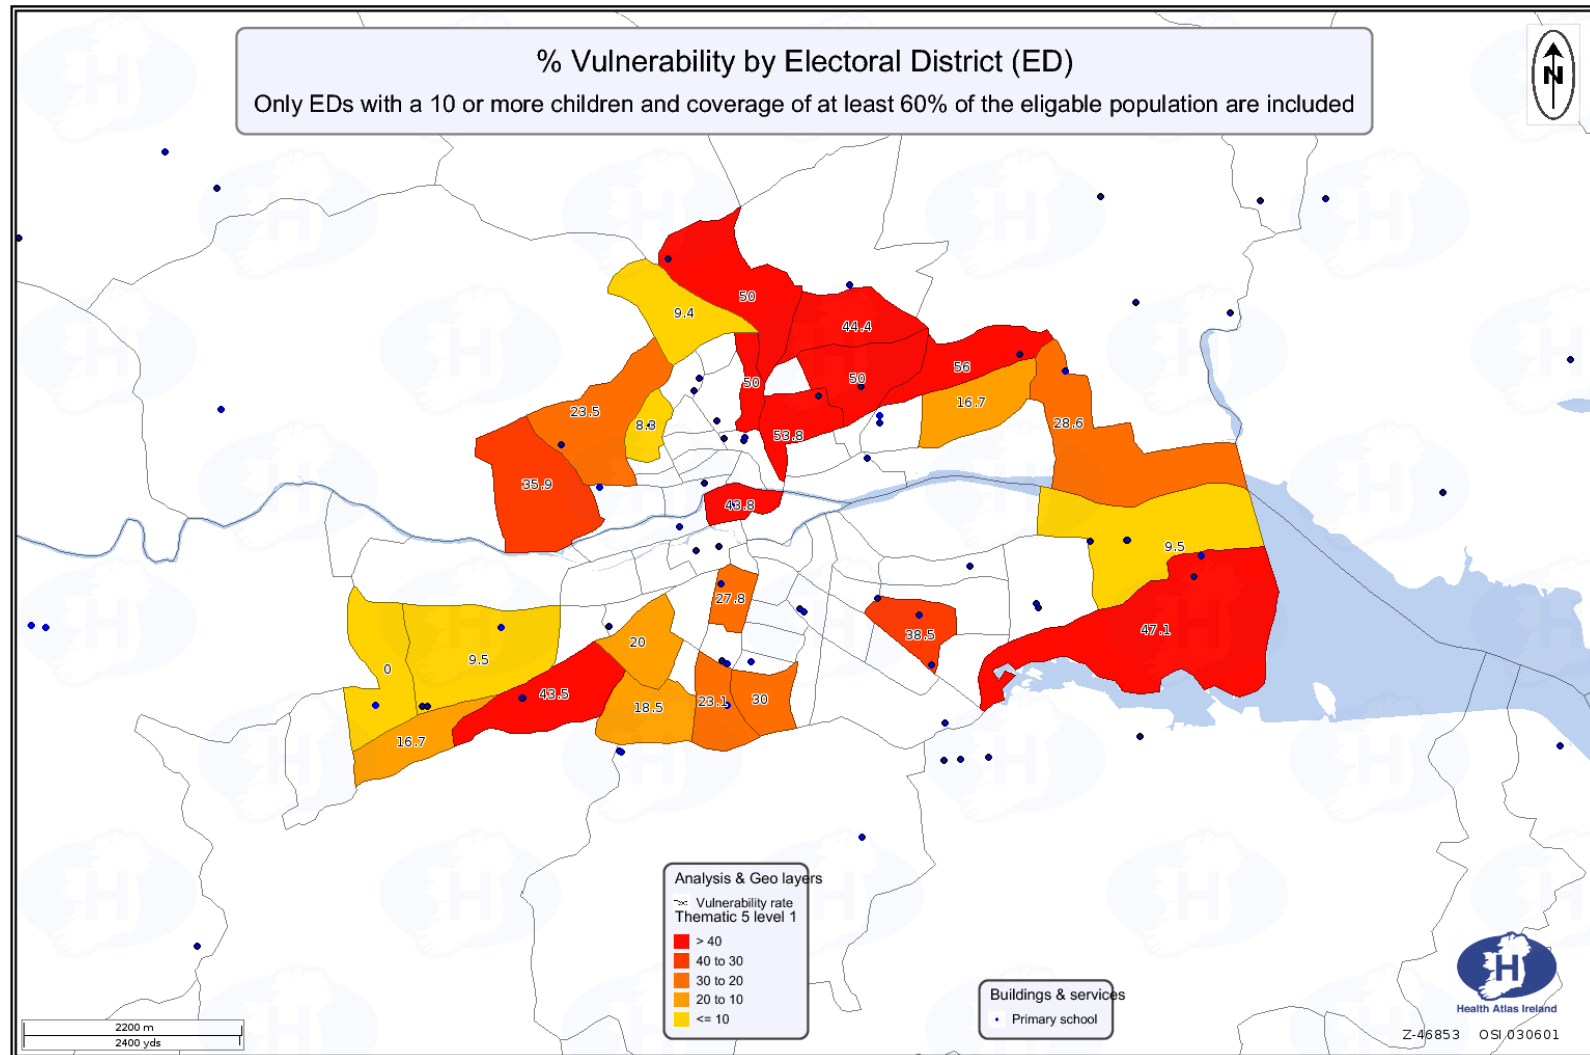 % Vulnerability by Electoral District (ED)
Only EDs with a 10 or more children and coverage of at least 60% of the eligable population are included
N
50
9.4
44.4
56
50
50
16.7
23.5
28.6
8.3
53.8
35.9
43.8
9.5
27.8
47.1
38.5
20
9.5
0
43.5
23.1
30
18.5
16.7
Analysis & Geo layers
Vulnerability rate
Thematic 5 level 1
> 40
40 to 30
30 to 20
20 to 10
<= 10
Buildings & services
Primary school
H
Health Atlas Ireland
2200 m
2400 yds
Z-46853 OSI 030601